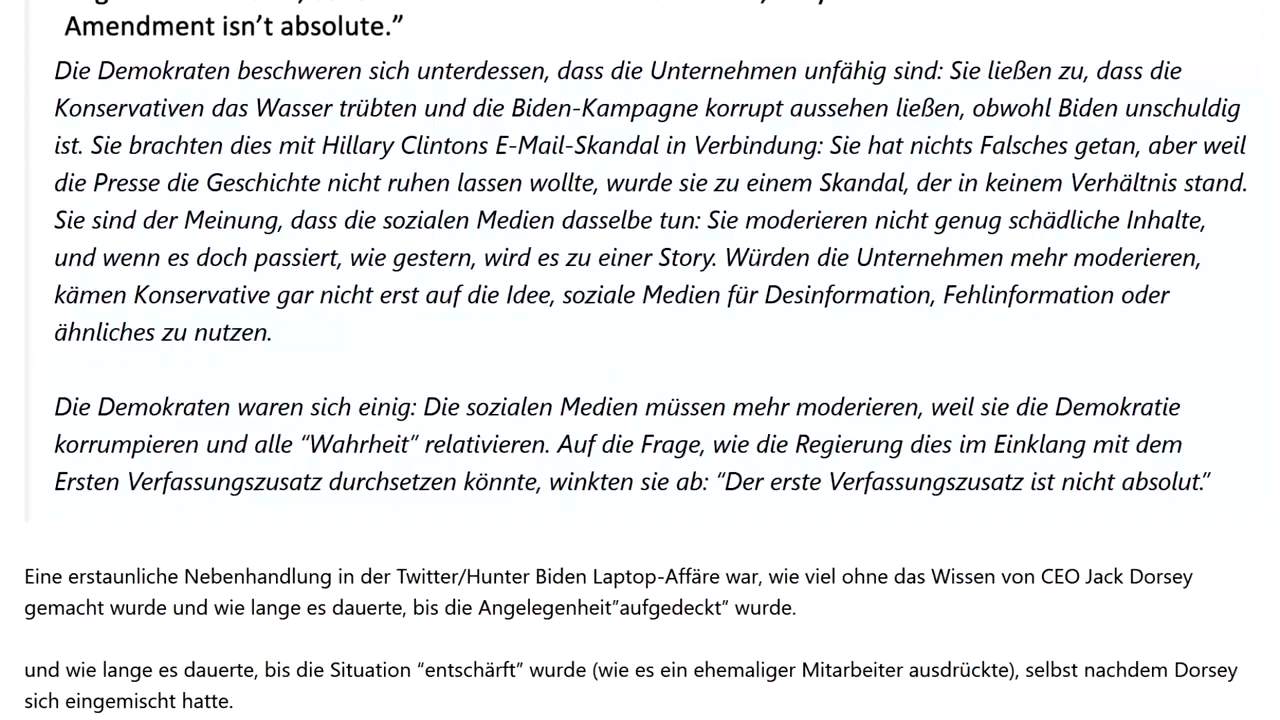 Amendment isn’t absolute.”
Die Demokraten beschweren sich unterdessen, dass die Unternehmen unfähig sind: Sie ließen zu, dass die
Konservativen das Wasser trübten und die Biden-Kampagne korrupt aussehen ließen, obwohl Biden unschuldig
ist. Sie brachten dies mit Hillary Clintons E-Mail-Skandal in Verbindung: Sie hat nichts Falsches getan, aber weil
die Presse die Geschichte nicht ruhen lassen wollte, wurde sie zu einem Skandal, der in keinem Verhältnis stand.
Sie sind der Meinung, dass die sozialen Medien dasselbe tun: Sie moderieren nicht genug schädliche Inhalte,
und wenn es doch passiert, wie gestern, wird es zu einer Story. Würden die Unternehmen mehr moderieren,
kämen Konservative gar nicht erst auf die Idee, soziale Medien für Desinformation, Fehlinformation oder
ähnliches zu nutzen.
Die Demokraten waren sich einig: Die sozialen Medien müssen mehr moderieren, weil sie die Demokratie
korrumpieren und alle “Wahrheit” relativieren. Auf die Frage, wie die Regierung dies im Einklang mit dem
Ersten Verfassungszusatz durchsetzen könnte, winkten sie ab: “Der erste Verfassungszusatz ist nicht absolut.”
Eine erstaunliche Nebenhandlung in der Twitter/Hunter Biden Laptop-Affäre war, wie viel ohne das Wissen von CEO Jack Dorsey
gemacht wurde und wie lange es dauerte, bis die Angelegenheit”aufgedeckt” wurde.
und wie lange es dauerte, bis die Situation “entschärft” wurde (wie es ein ehemaliger Mitarbeiter ausdrückte), selbst nachdem Dorsey
sich eingemischt hatte.